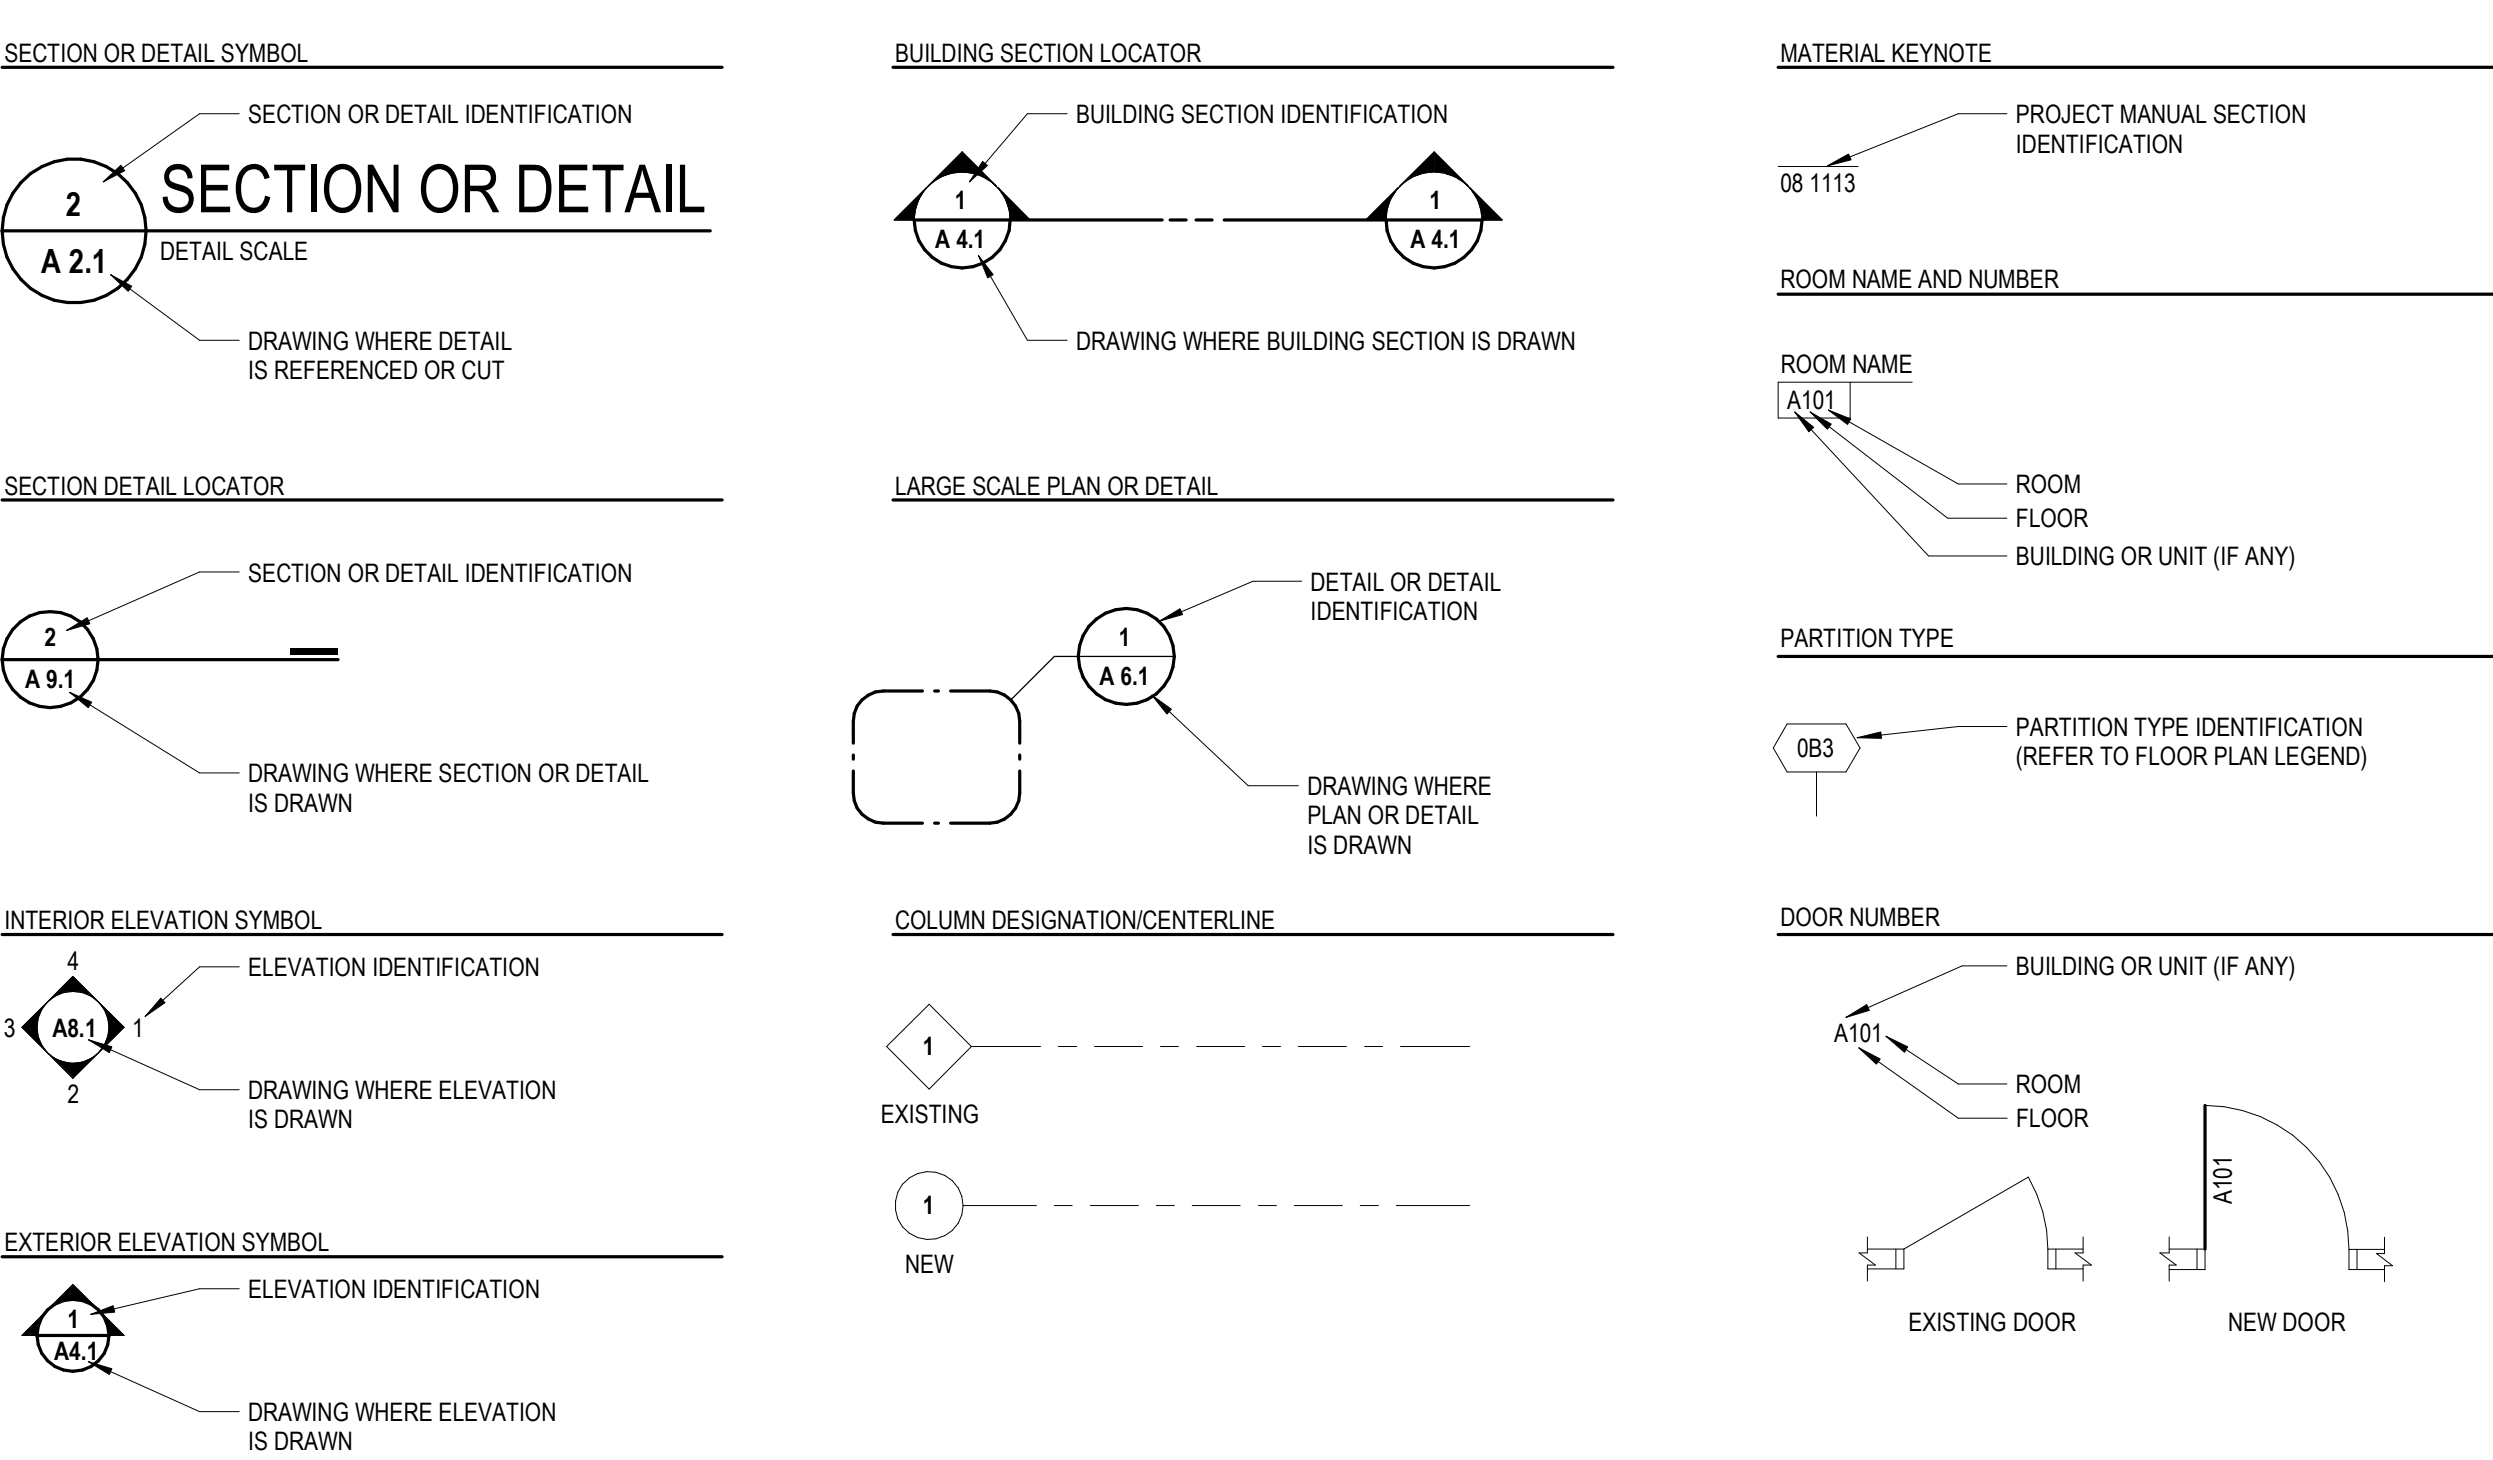 SECTION OR DETAIL SYMBOL
SECTION OR DETAIL IDENTIFICATION
2
SECTION OR DETAIL
A 2.1
DETAIL SCALE
DRAWING WHERE DETAIL
IS REFERENCED OR CUT
SECTION DETAIL LOCATOR
SECTION OR DETAIL IDENTIFICATION
2
A 9.1
DRAWING WHERE SECTION OR DETAIL
IS DRAWN
INTERIOR ELEVATION SYMBOL
4
ELEVATION IDENTIFICATION
3
A8.1
1
2
DRAWING WHERE ELEVATION
IS DRAWN
EXTERIOR ELEVATION SYMBOL
ELEVATION IDENTIFICATION
1
A4.1
DRAWING WHERE ELEVATION
IS DRAWN
BUILDING SECTION LOCATOR
BUILDING SECTION IDENTIFICATION
1
1
A 4.1
A 4.1
DRAWING WHERE BUILDING SECTION IS DRAWN
LARGE SCALE PLAN OR DETAIL
DETAIL OR DETAIL
IDENTIFICATION
1
A 6.1
DRAWING WHERE
PLAN OR DETAIL
IS DRAWN
COLUMN DESIGNATION/CENTERLINE
1
EXISTING
1
NEW
MATERIAL KEYNOTE
PROJECT MANUAL SECTION
IDENTIFICATION
08 1113
ROOM NAME AND NUMBER
ROOM NAME
A101
ROOM
FLOOR
BUILDING OR UNIT (IF ANY)
PARTITION TYPE
0B3
PARTITION TYPE IDENTIFICATION
(REFER TO FLOOR PLAN LEGEND)
DOOR NUMBER
BUILDING OR UNIT (IF ANY)
A101
ROOM
FLOOR
A101
EXISTING DOOR
NEW DOOR